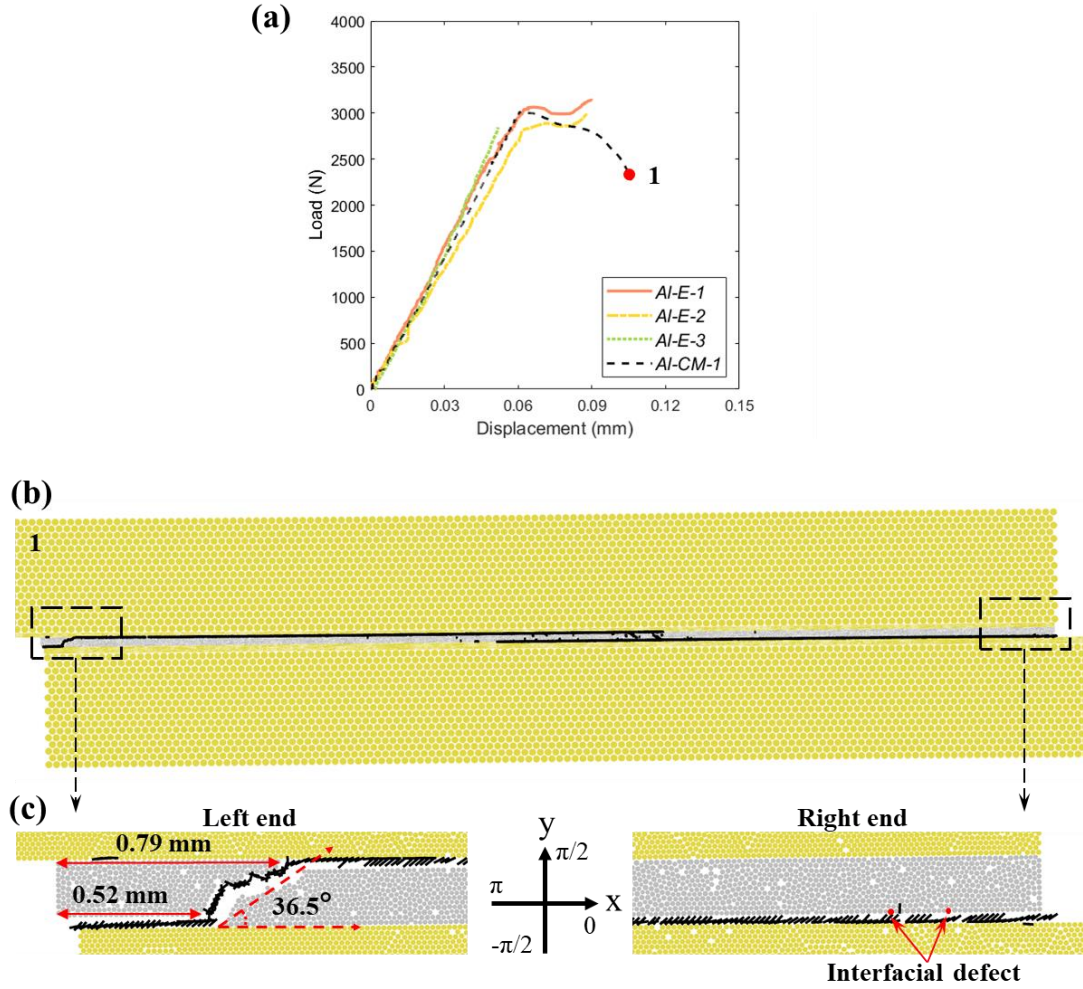 (a)
4000
3500
3000
2500
2000
1500
1000
500
0
Load (N)
0
0.03
0.06
0.09
0.12
0.15
Displacement (mm)
1
Al-E-1
Al-E-2
Al-E-3
Al-CM-1
(b)
1
(c)
Left end
0.79 mm
0.52 mm
36.5°
y
π/2
π
x
0
-π/2
Right end
Interfacial defect